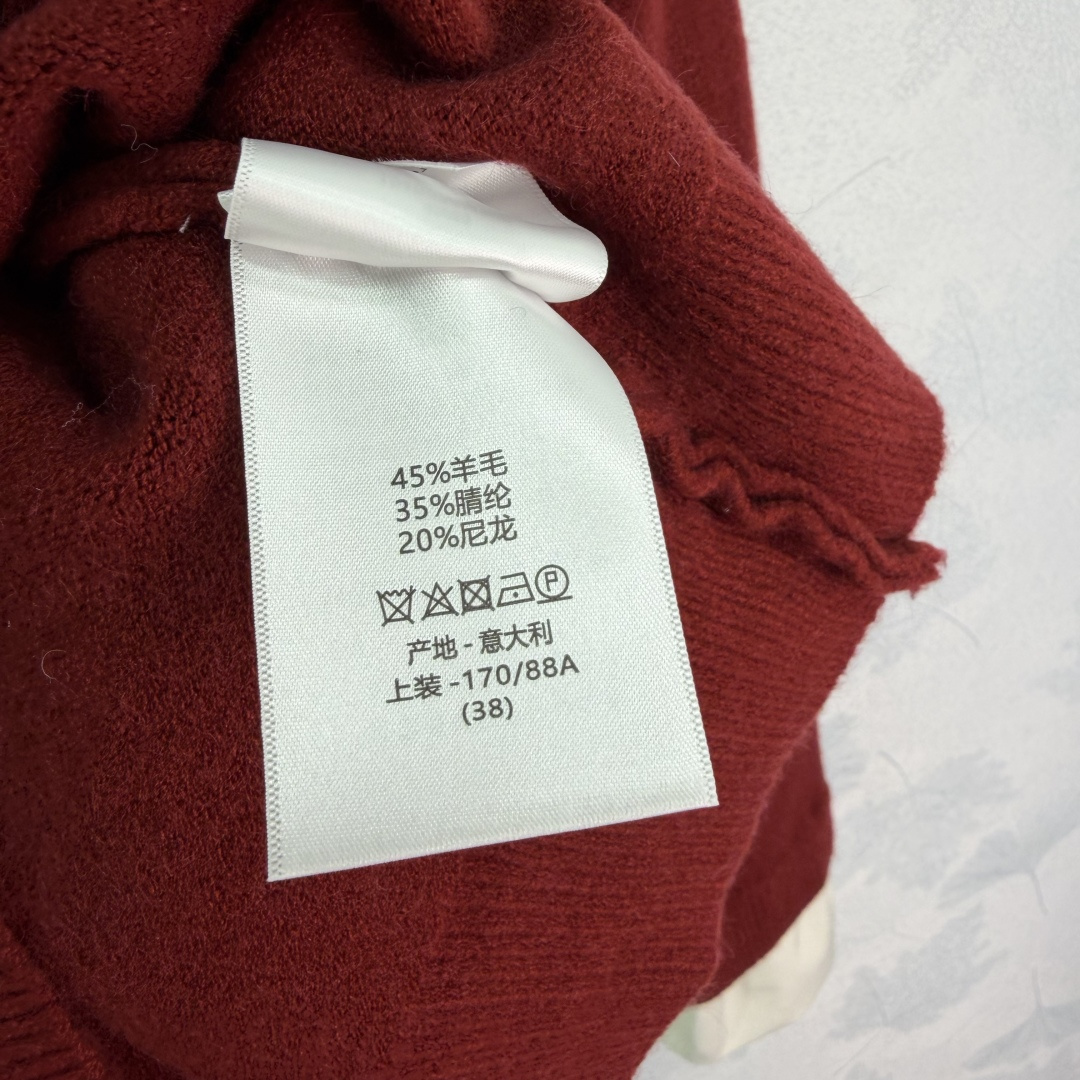 45%羊毛
35%腈纶
20%尼龙
P
产地 - 意大利
上装 -170/88A
(38)